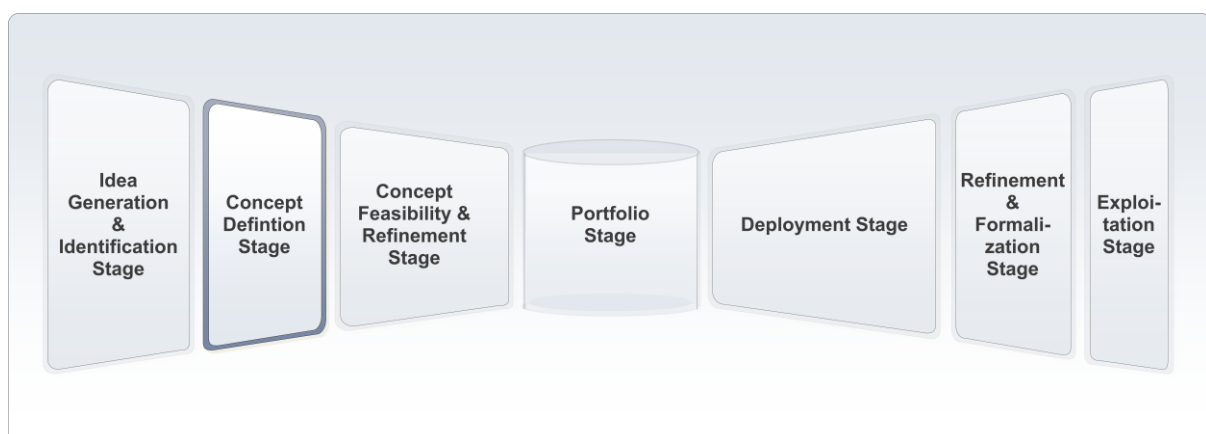 Idea
Generation
&
Identification
Stage
Concept
Defintion
Stage
Concept
Feasibility &
Refinement
Stage
Portfolio
Stage
Deployment Stage
Refinement
&
Formali-
zation
Stage
Exploi-
tation
Stage